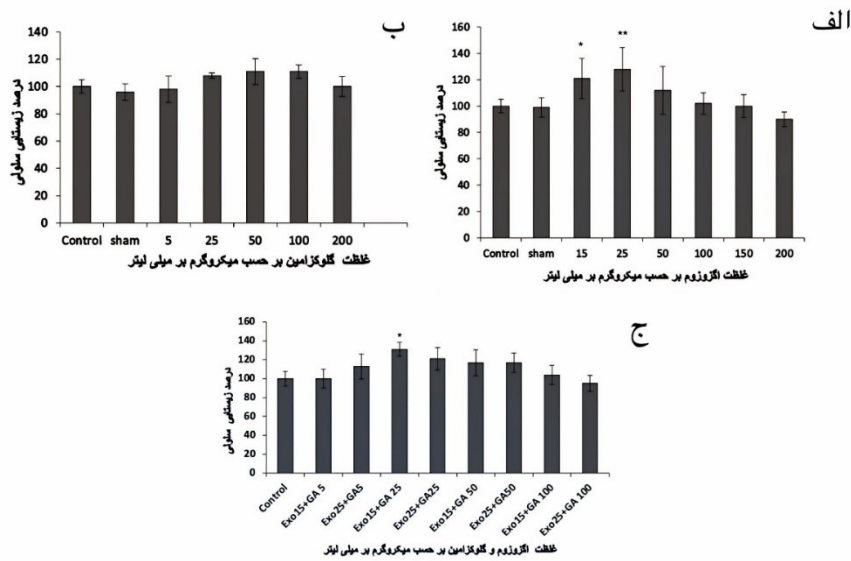 الف
درصد زیستایی سلولی
160
140
120
100
80
60
40
20
0
* **
Control sham 15 25 50 100 150 200
غلظت اگزوزوم بر حسب میکروگرم بر میلی لیتر
ب
درصد زیستایی سلولی
140
120
100
80
60
40
20
0
Control sham 5 25 50 100 200
غلظت گلوکزامین بر حسب میکروگرم بر میلی لیتر
ج
درصد زیستایی سلولی
160
140
120
100
80
60
40
20
0
*
Control Exo15+GA 5 Exo25+GA5 Exo15+GA 25 Exo25+GA25 Exo15+GA 50 Exo25+GA50 Exo15+GA 100 Exo25+GA 100
غلظت اگزوزوم و گلوکزامین بر حسب میکروگرم بر میلی لیتر